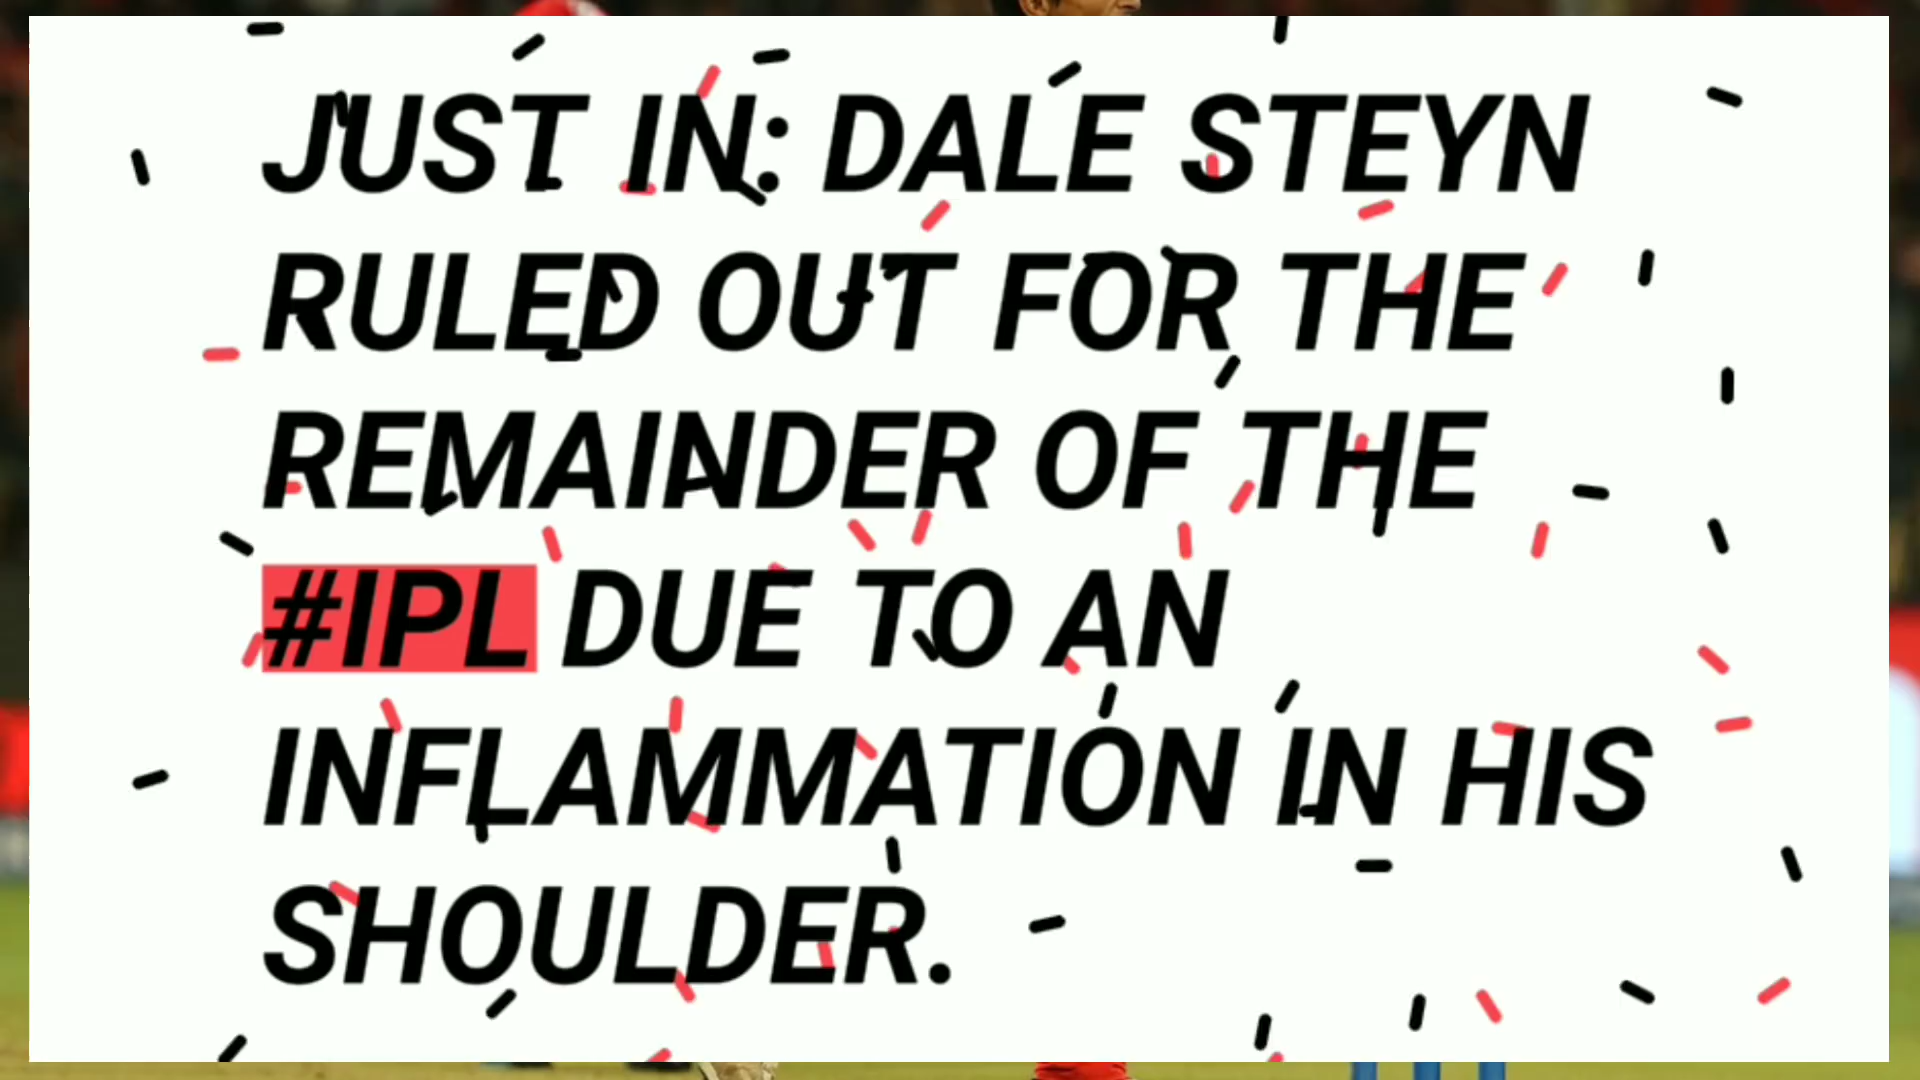 JUST IN: DALE STEYN
RULED OUT FOR THE
REMAINDER OF THE
#IPL DUE TO AN
INFLAMMATION IN HIS
SHOULDER.